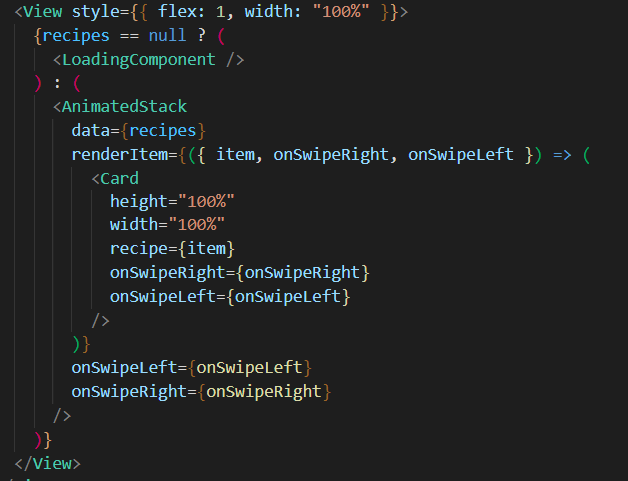 <View style={{ flex: 1, width: "100%" }}>
{recipes == null ? (
<LoadingComponent />
) : (
<AnimatedStack
data={recipes}
renderItem={({ item, onSwipeRight, onSwipeLeft }) => (
<Card
height="100%"
width="100%"
recipe={item}
onSwipeRight={onSwipeRight}
onSwipeLeft={onSwipeLeft}
/>
)}
onSwipeLeft={onSwipeLeft}
onSwipeRight={onSwipeRight}
/>
)}
</View>